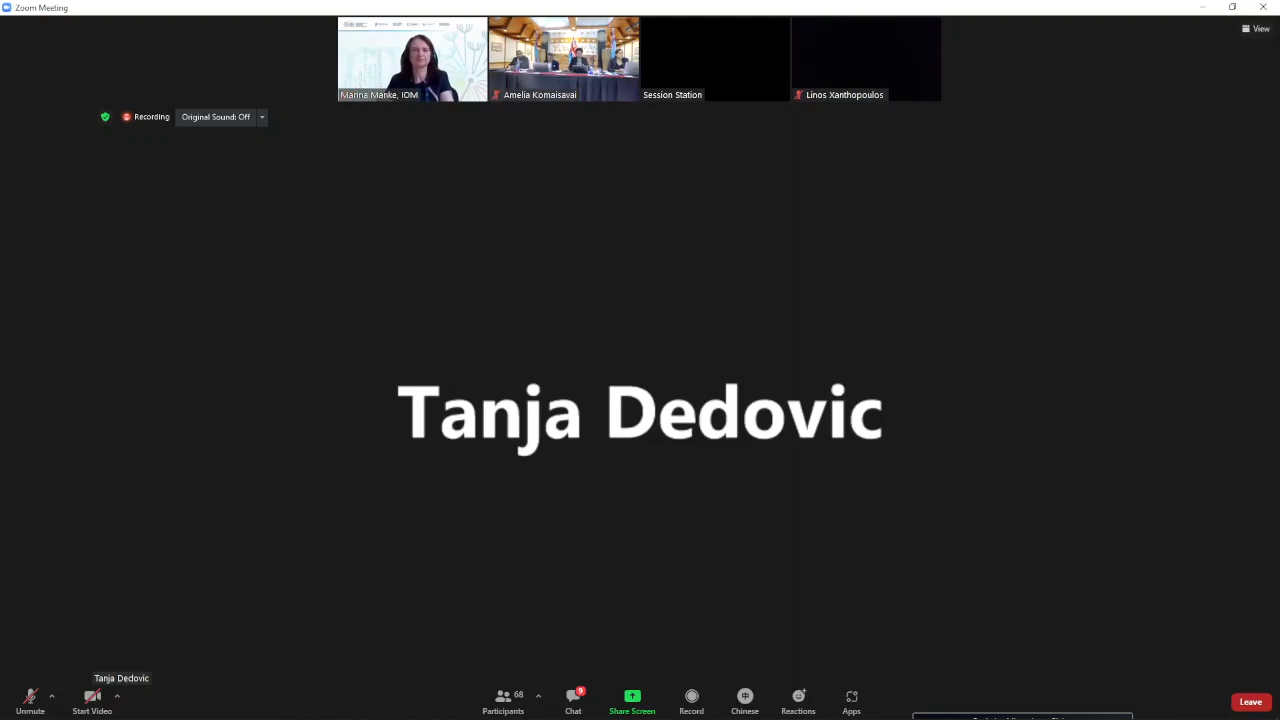 Zoom Meeting
View
Marina Manke, IOM
Amelia Komaisavai
Session Station
Linos Xanthopoulos
Recording
Original Sound: Off
Tanja Dedovic
Tanja Dedovic
68
9
中
Unmute
Start Video
Participants
Chat
Share Screen
Record
Chinese
Reactions
Apps
Leave